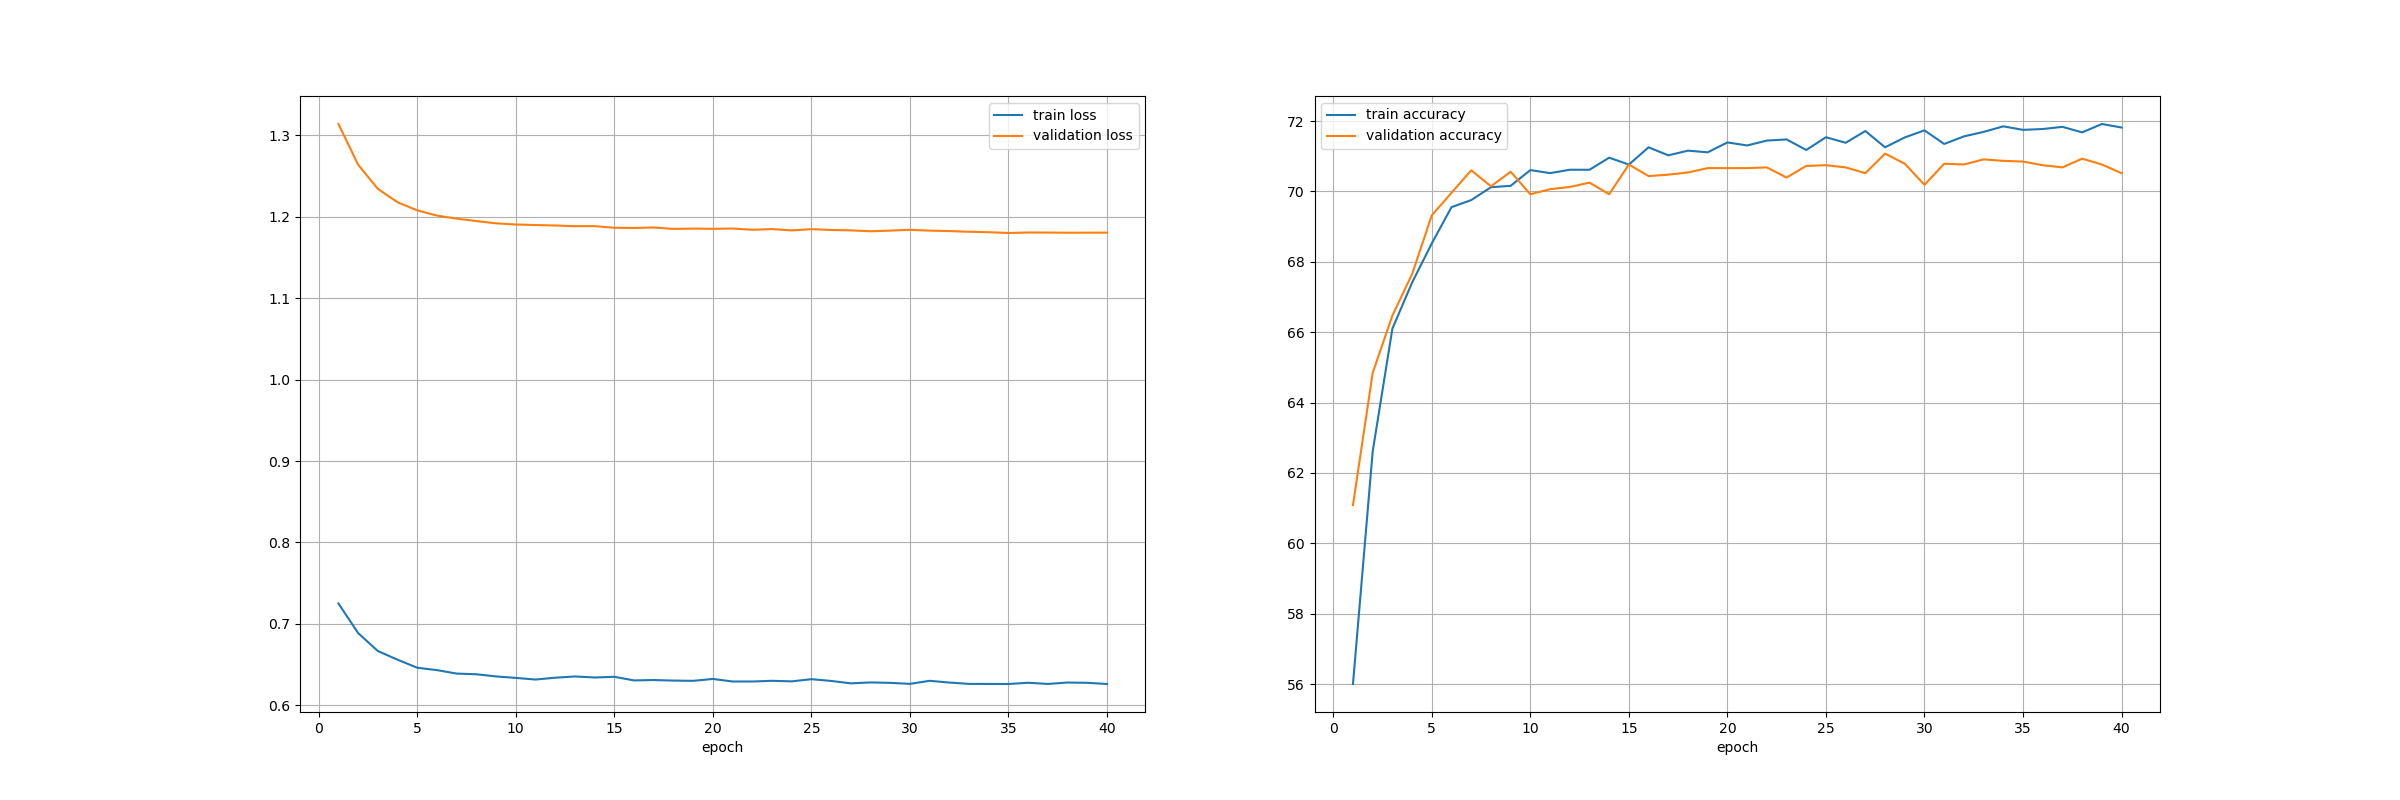 train loss
validation loss
1.3
1.2
1.1
1.0
0.9
0.8
0.7
0.6
0 5 10 15 20 25 30 35 40
epoch
train accuracy
validation accuracy
72
70
68
66
64
62
60
58
56
0 5 10 15 20 25 30 35 40
epoch